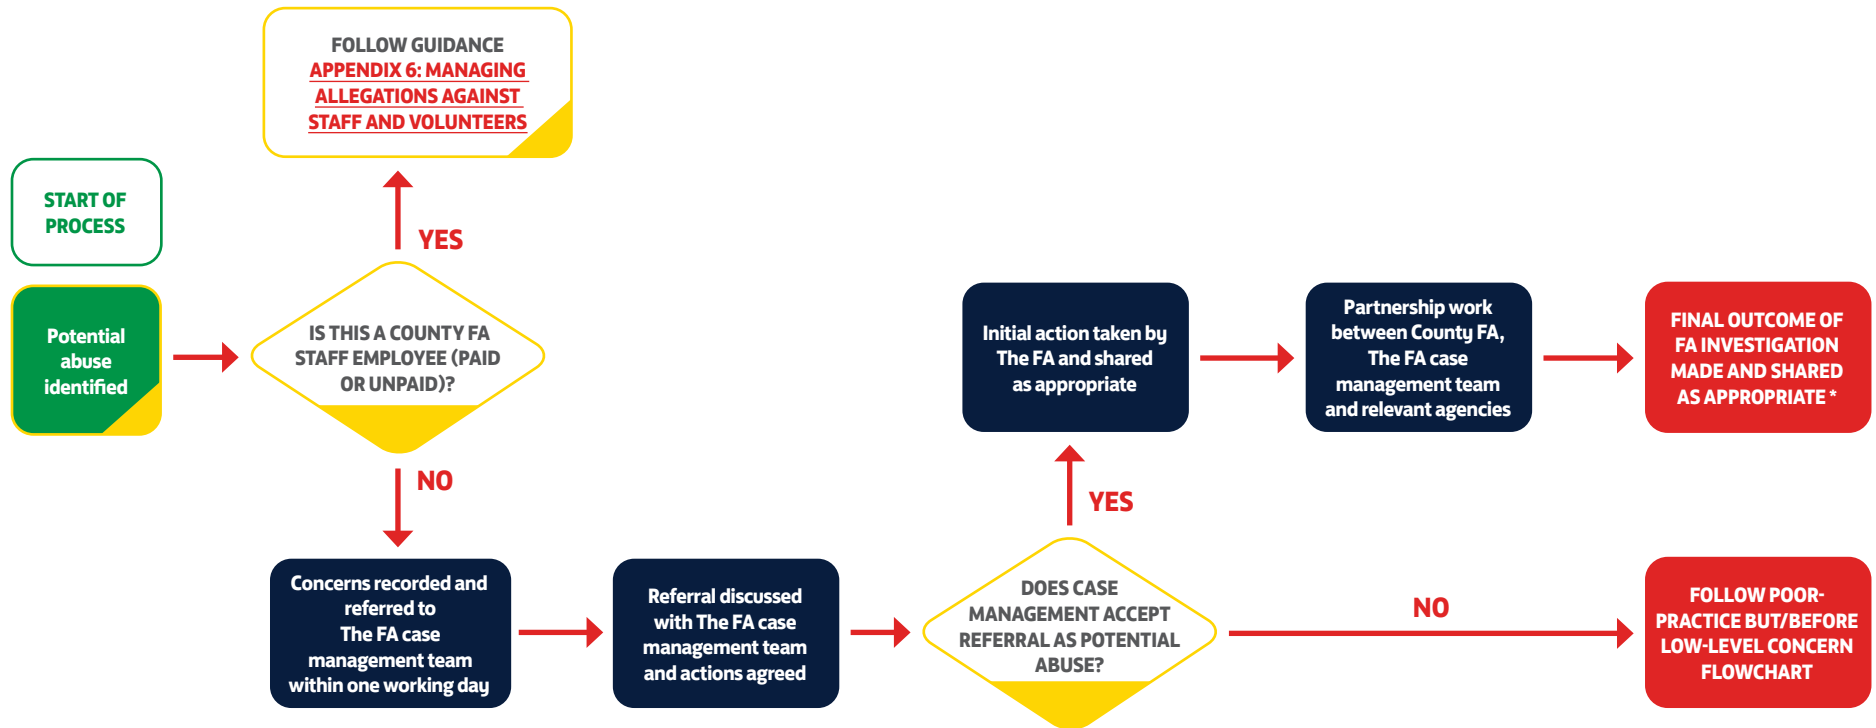 START OF
PROCESS
Potential
abuse
identified
FOLLOW GUIDANCE
APPENDIX 6: MANAGING
ALLEGATIONS AGAINST
STAFF AND VOLUNTEERS
YES
IS THIS A COUNTY FA
STAFF EMPLOYEE (PAID
OR UNPAID)?
NO
Concerns recorded and
referred to
The FA case
management team
within one working day
Referral discussed
with The FA case
management team
and actions agreed
DOES CASE
MANAGEMENT ACCEPT
REFERRAL AS POTENTIAL
ABUSE?
YES
Initial action taken by
The FA and shared
as appropriate
Partnership work
between County FA,
The FA case
management team
and relevant agencies
FINAL OUTCOME OF
FA INVESTIGATION
MADE AND SHARED
AS APPROPRIATE *
NO
FOLLOW POOR-
PRACTICE BUT/BEFORE
LOW-LEVEL CONCERN
FLOWCHART